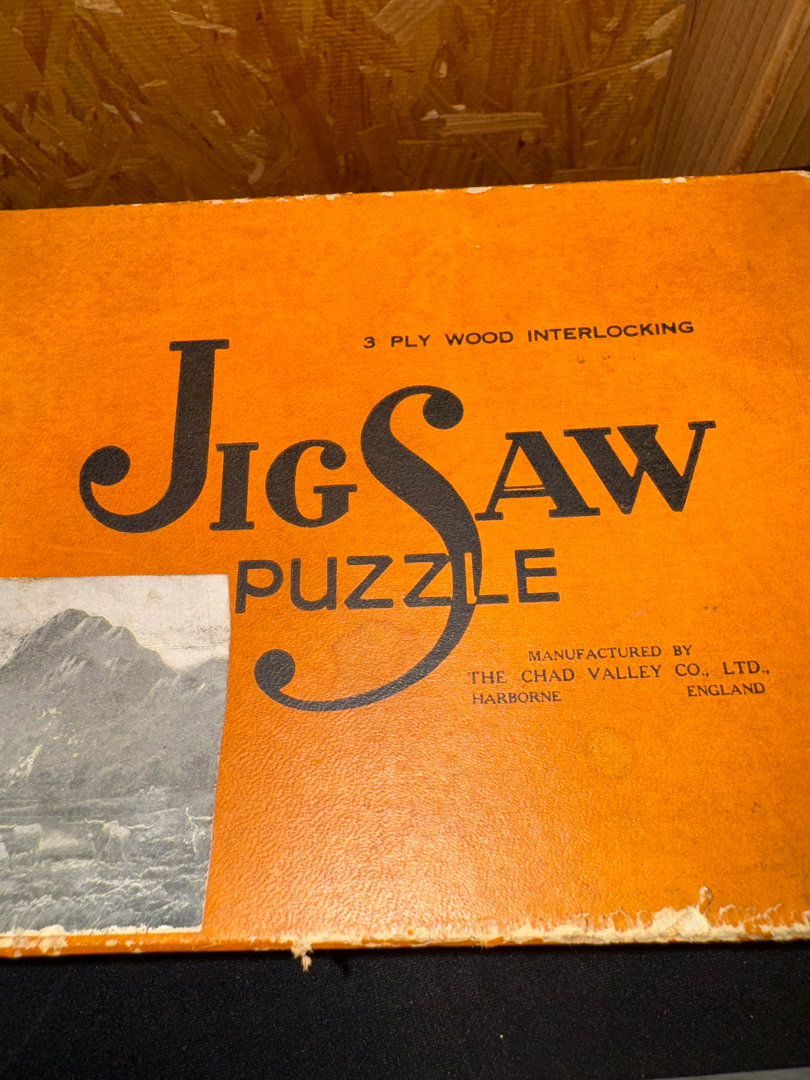 3 PLY WOOD INTERLOCKING
JIGSAW
PUZZLE
MANUFACTURED BY
THE CHAD VALLEY CO., LTD.,
HARBORNE ENGLAND